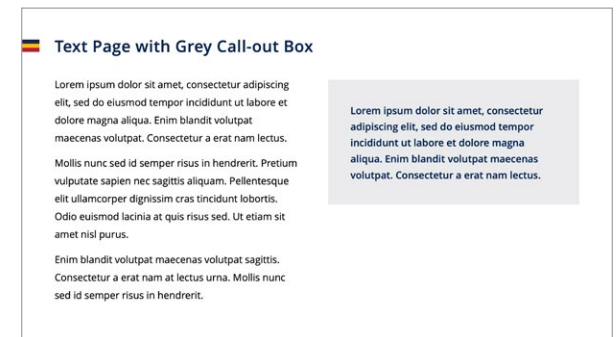 Text Page with Grey Call-out Box
Lorem ipsum dolor sit amet, consectetur adipiscing
elit, sed do eiusmod tempor incididunt ut labore et
dolore magna aliqua. Enim blandit volutpat
maecenas volutpat. Consectetur a erat nam lectus.
Mollis nunc sed id semper risus in hendrerit. Pretium
vulputate sapien nec sagittis aliquam. Pellentesque
elit ullamcorper dignissim cras tincidunt lobortis.
Odio euismod lacinia at quis risus sed. Ut etiam sit
amet nisl purus.
Enim blandit volutpat maecenas volutpat sagittis.
Consectetur a erat nam at lectus urna. Mollis nunc
sed id semper risus in hendrerit.
Lorem ipsum dolor sit amet, consectetur
adipiscing elit, sed do eiusmod tempor
incididunt ut labore et dolore magna
aliqua. Enim blandit volutpat maecenas
volutpat. Consectetur a erat nam lectus.